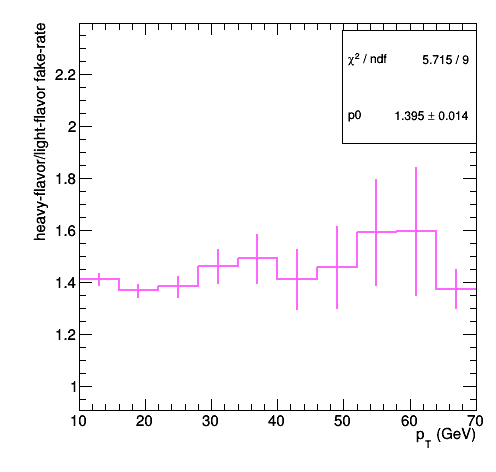 heavy-flavor/light-flavor fake-rate
χ² / ndf 5.715 / 9
p0 1.395 ± 0.014
2.2
2
1.8
1.6
1.4
1.2
1
10 20 30 40 50 60 70
p_T (GeV)